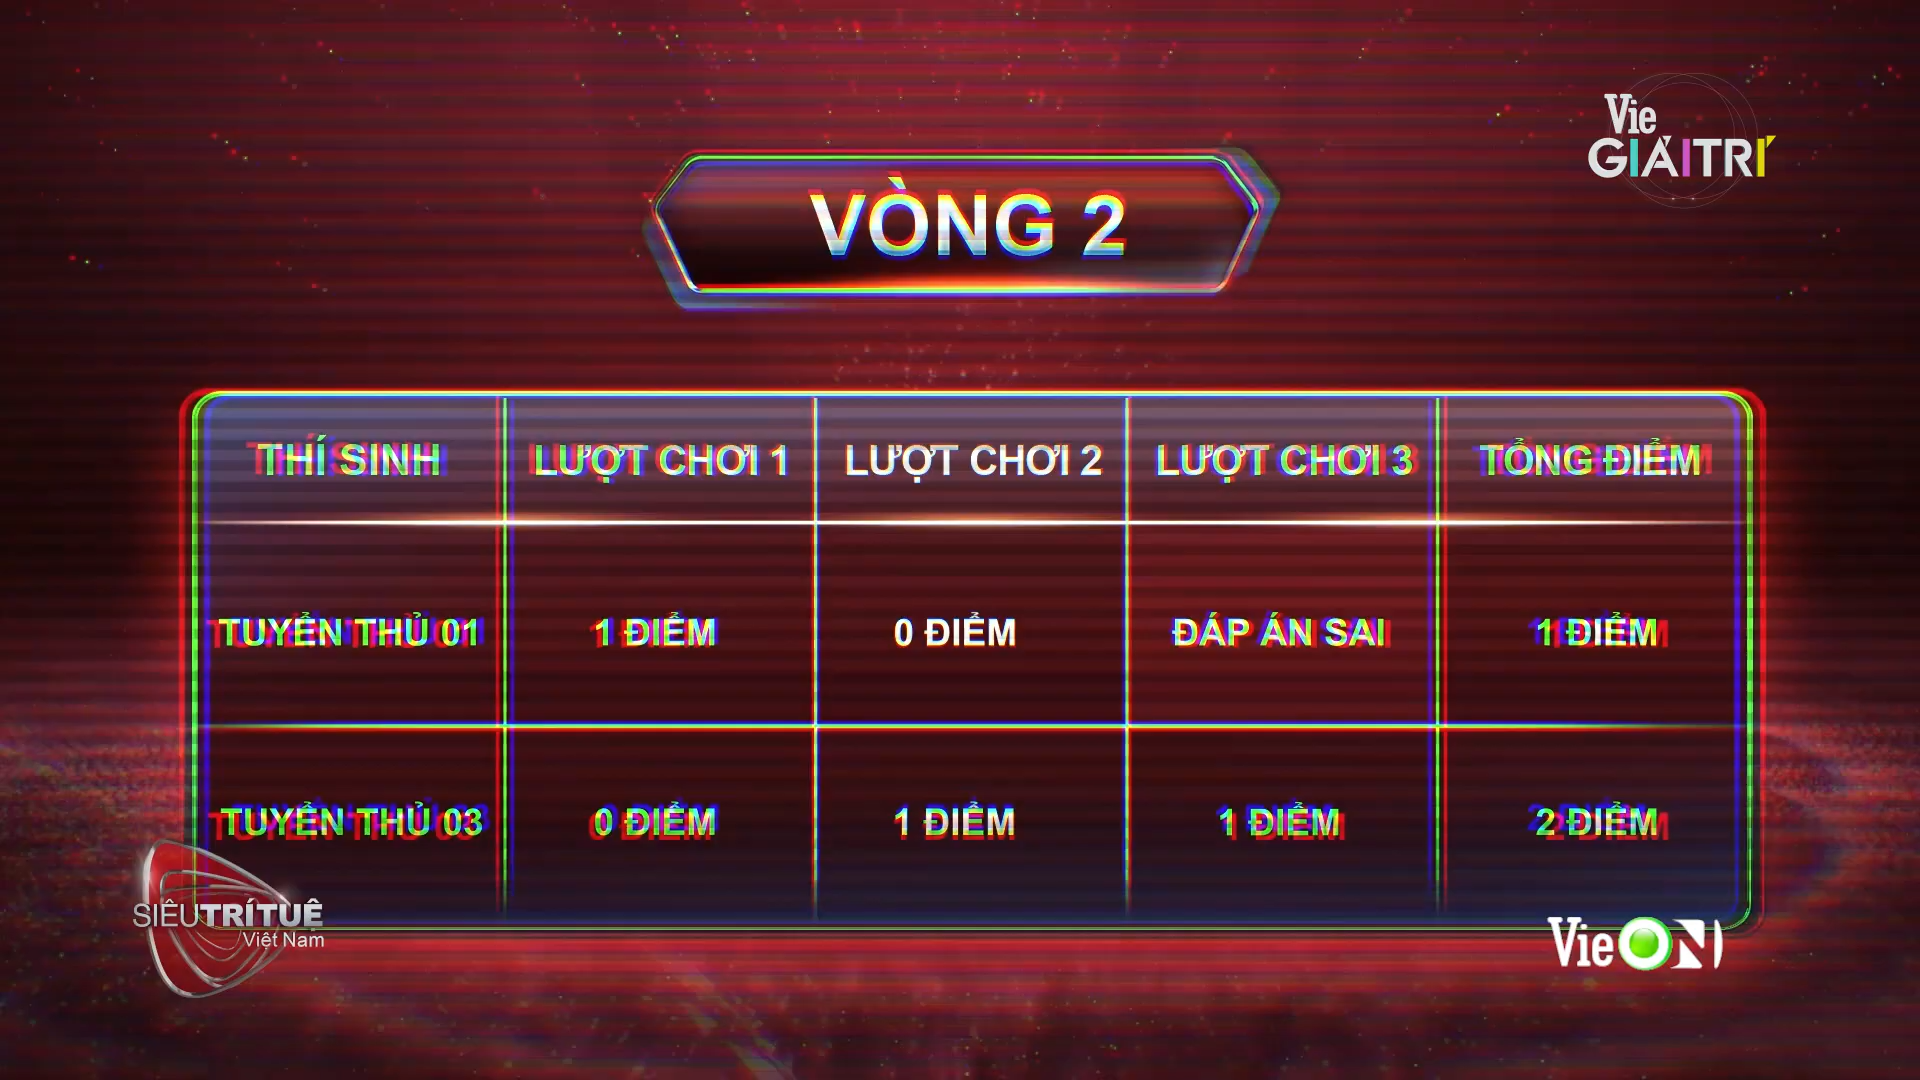 Vie
GIẢI TRÍ
VÒNG 2
THÍ SINH LƯỢT CHƠI 1 LƯỢT CHƠI 2 LƯỢT CHƠI 3 TỔNG ĐIỂM
TUYỂN THỦ 01 1 ĐIỂM 0 ĐIỂM ĐÁP ÁN SAI 1 ĐIỂM
TUYỂN THỦ 03 0 ĐIỂM 1 ĐIỂM 1 ĐIỂM 2 ĐIỂM
SIÊU TRÍ TUỆ
Việt Nam
VieON